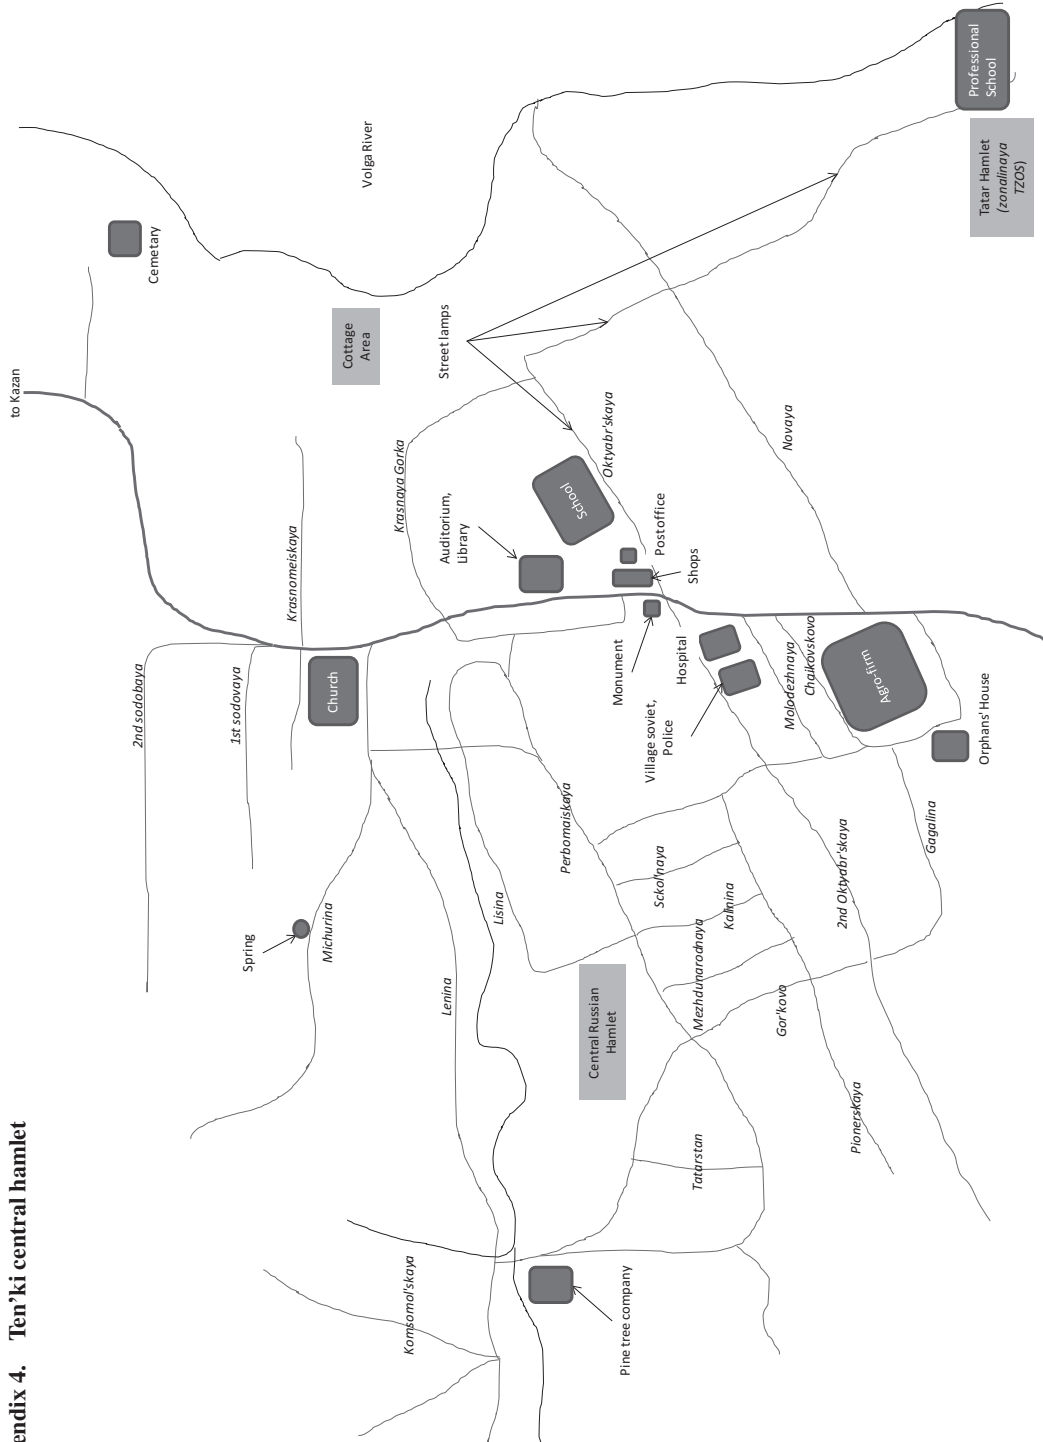 endix 4. Ten'ki central hamlet
to Kazan
Cemetary
Volga River
Cottage
Area
Street lamps
Professional
School
Tatar Hamlet
(zonalinaya
TZOS)
2nd sodobaya
1st sodovaya
Krasnomeiskaya
Church
Krasnaya Gorka
Auditorium,
Library
School
Oktyabr'skaya
Post office
Shops
Monument
Hospital
Village soviet,
Police
Novaya
Molodezhnaya
Chaikovskovo
Agro-firm
Orphans' House
Gagalina
2nd Oktyabr'skaya
Perbomaiskaya
Sckol'naya
Kalinina
Mezhdunarodnaya
Gor'kovo
Pionerskaya
Spring
Michurina
Lenina
Lisina
Central Russian
Hamlet
Tatarstan
Komsomol'skaya
Pine tree company